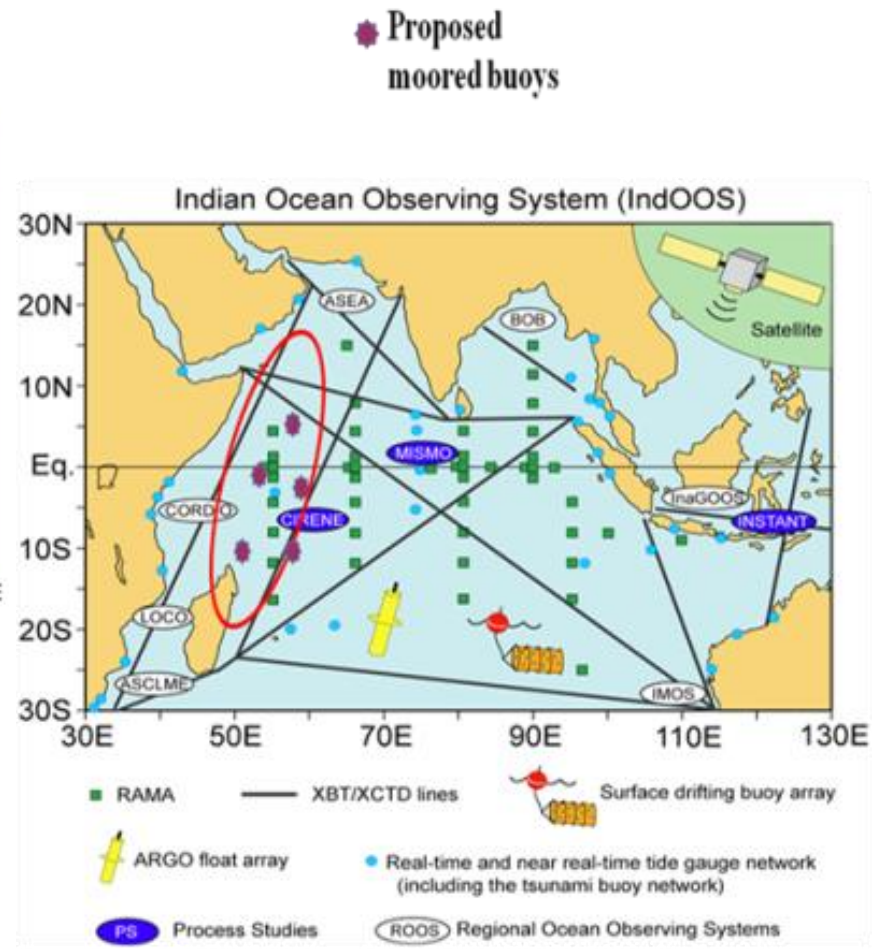 Proposed
moored buoys
Indian Ocean Observing System (IndOOS)
30N
20N
10N
Eq.
10S
20S
30S
ASEA
BOB
Satellite
MISMO
InaGOOS
INSTANT
CORDIO
CIRENE
LOCO
ASCLME
IMOS
30E
50E
70E
90E
110E
130E
RAMA
XBT/XCTD lines
Surface drifting buoy array
ARGO float array
Real-time and near real-time tide gauge network
(including the tsunami buoy network)
PS
Process Studies
ROOS
Regional Ocean Observing Systems